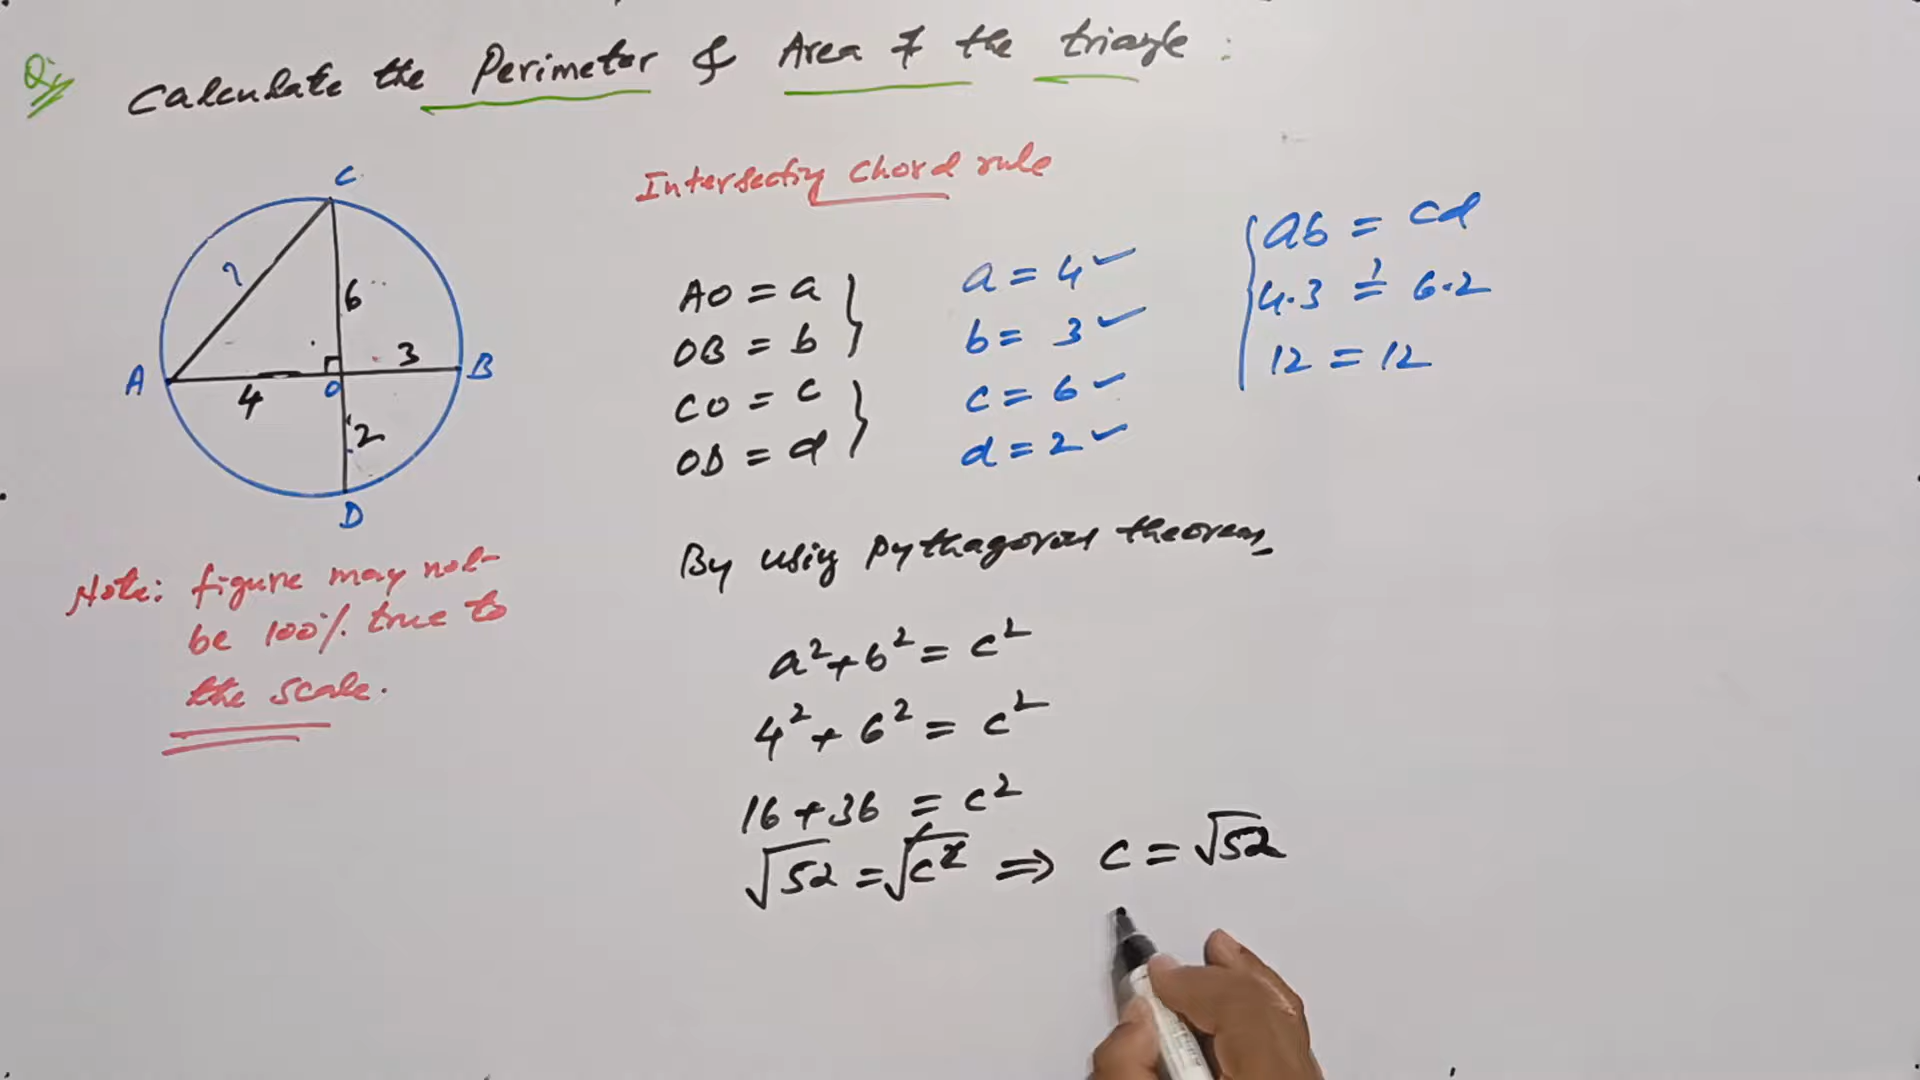 Q.
Calculate the Perimeter & Area of the triangle :
C
?
6
A
4
O
3
B
2
D
Note: figure may not
be 100% true to
the scale.
Intersecting Chord rule
AO = a
OB = b
CO = c
OD = d
a = 4 ✓
b = 3 ✓
c = 6 ✓
d = 2 ✓
ab = cd
4.3 ≟ 6.2
12 = 12
By using Pythagoras theorem
a² + b² = c²
4² + 6² = c²
16 + 36 = c²
√52 = √c² ⇒ c = √52